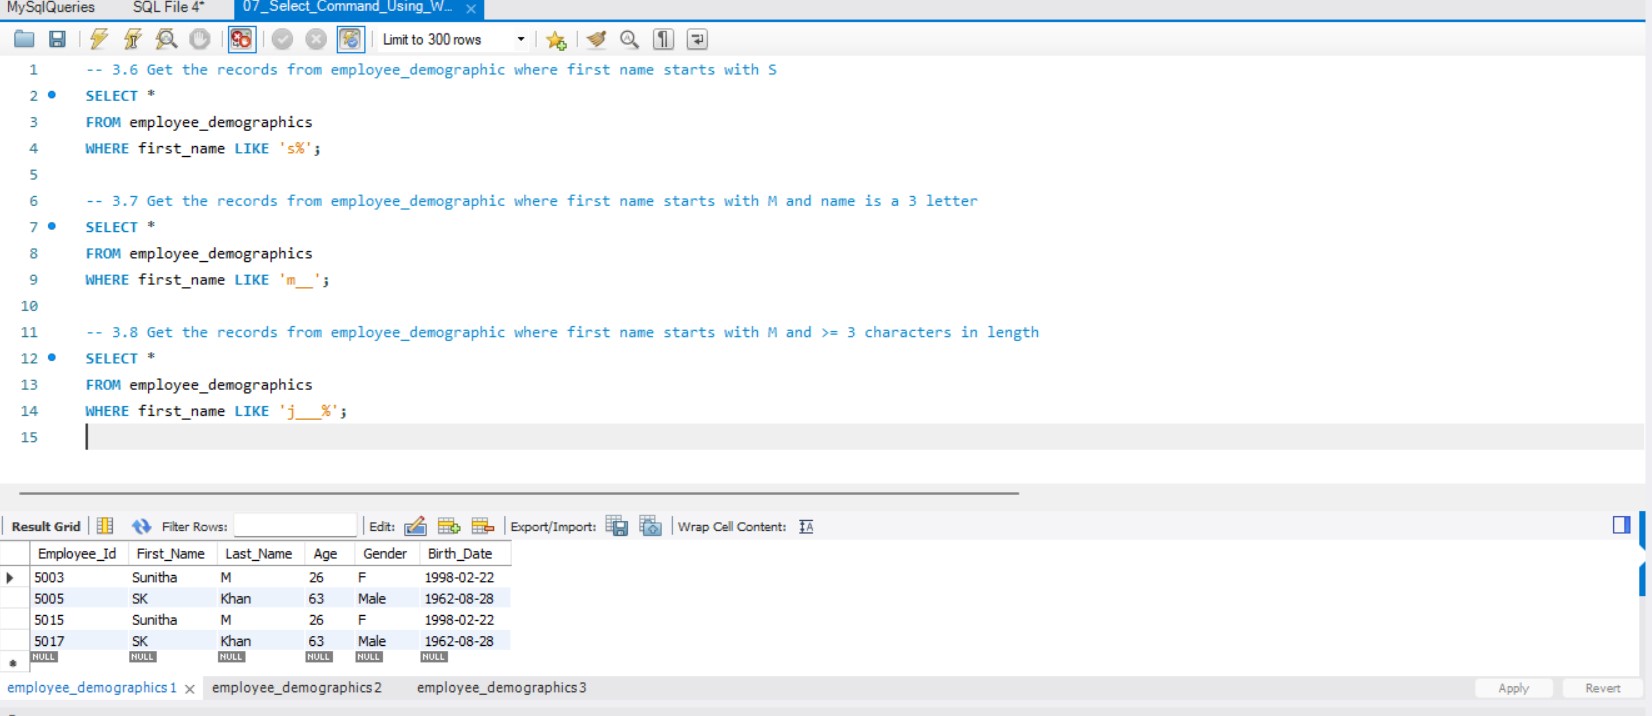 MySqlQueries SQL File 4* 07_Select_Command_Using_W...
Limit to 300 rows
1 -- 3.6 Get the records from employee_demographic where first name starts with S
2 SELECT *
3 FROM employee_demographics
4 WHERE first_name LIKE 's%';
5
6 -- 3.7 Get the records from employee_demographic where first name starts with M and name is a 3 letter
7 SELECT *
8 FROM employee_demographics
9 WHERE first_name LIKE 'm__';
10
11 -- 3.8 Get the records from employee_demographic where first name starts with M and >= 3 characters in length
12 SELECT *
13 FROM employee_demographics
14 WHERE first_name LIKE 'j___%';
15
Result Grid Filter Rows: Edit: Export/Import: Wrap Cell Content:
Employee_Id First_Name Last_Name Age Gender Birth_Date
5003 Sunitha M 26 F 1998-02-22
5005 SK Khan 63 Male 1962-08-28
5015 Sunitha M 26 F 1998-02-22
5017 SK Khan 63 Male 1962-08-28
NULL NULL NULL NULL NULL NULL
employee_demographics1 employee_demographics2 employee_demographics3 Apply Revert